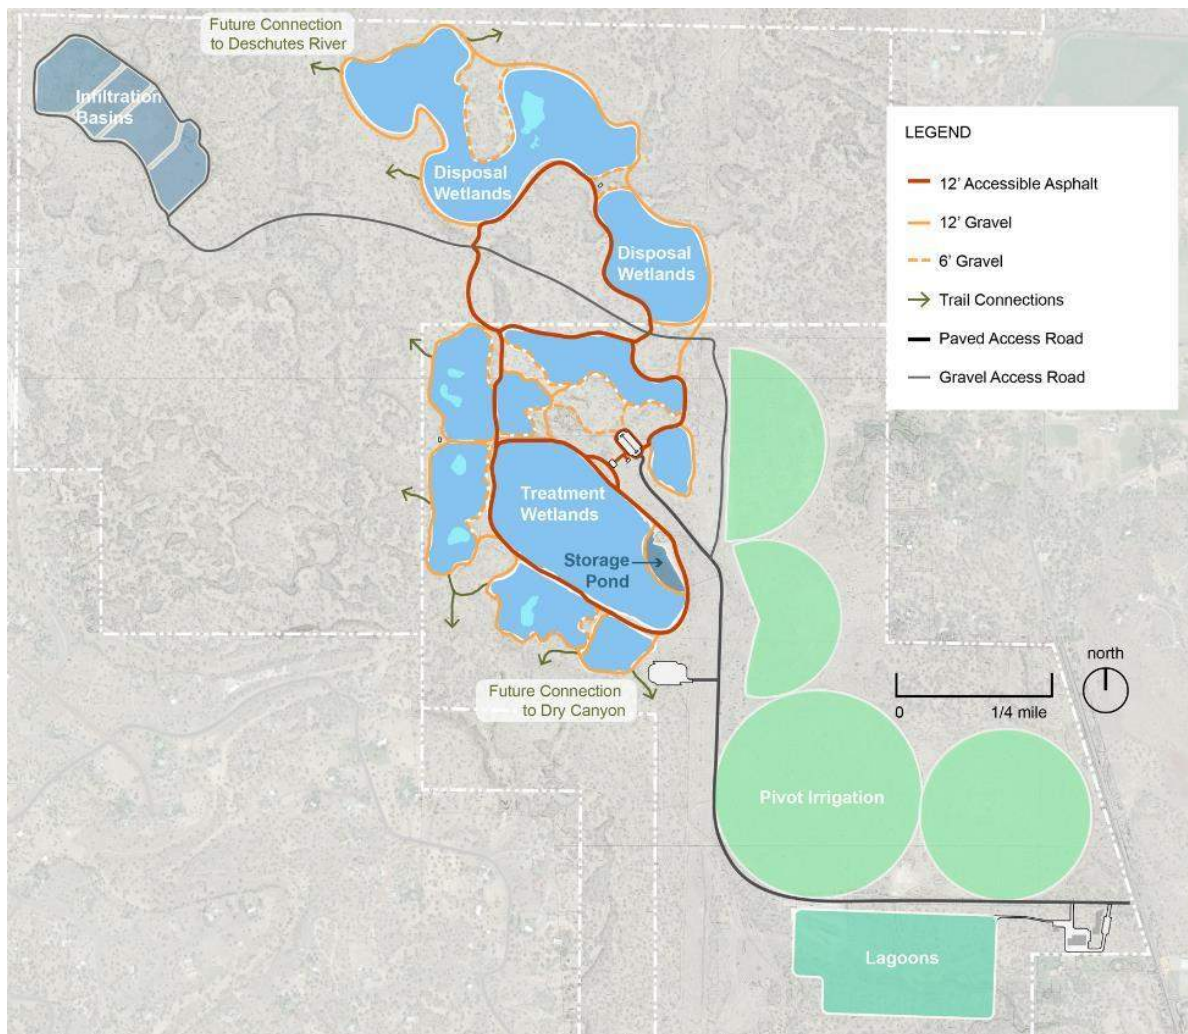 Future Connection
to Deschutes River
Infiltration
Basins
Disposal
Wetlands
Disposal
Wetlands
LEGEND
12’ Accessible Asphalt
12’ Gravel
6’ Gravel
Trail Connections
Paved Access Road
Gravel Access Road
Treatment
Wetlands
Storage
Pond
Future Connection
to Dry Canyon
north
0
1/4 mile
Pivot Irrigation
Lagoons